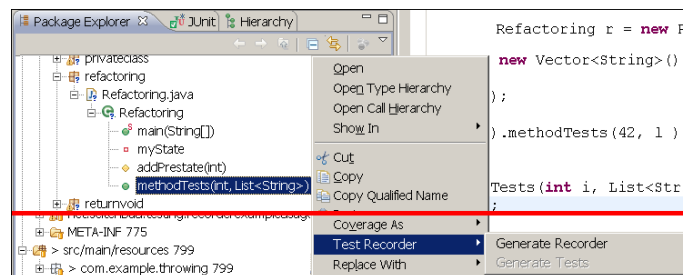 Package Explorer JUnit Hierarchy
privateclass
refactoring
Refactoring.java
Refactoring
main(String[])
myState
addPrestate(int)
methodTests(int, List<String>)
returnvoid
META-INF 775
> src/main/resources 799
> com.example.throwing 799
Open
Open Type Hierarchy
Open Call Hierarchy
Show In
Cut
Copy
Copy Qualified Name
Coverage As
Test Recorder
Replace With
Generate Recorder
Generate Tests
Refactoring r = new
new Vector<String>()
);
).methodTests(42, l )
Tests(int i, List<Str
;